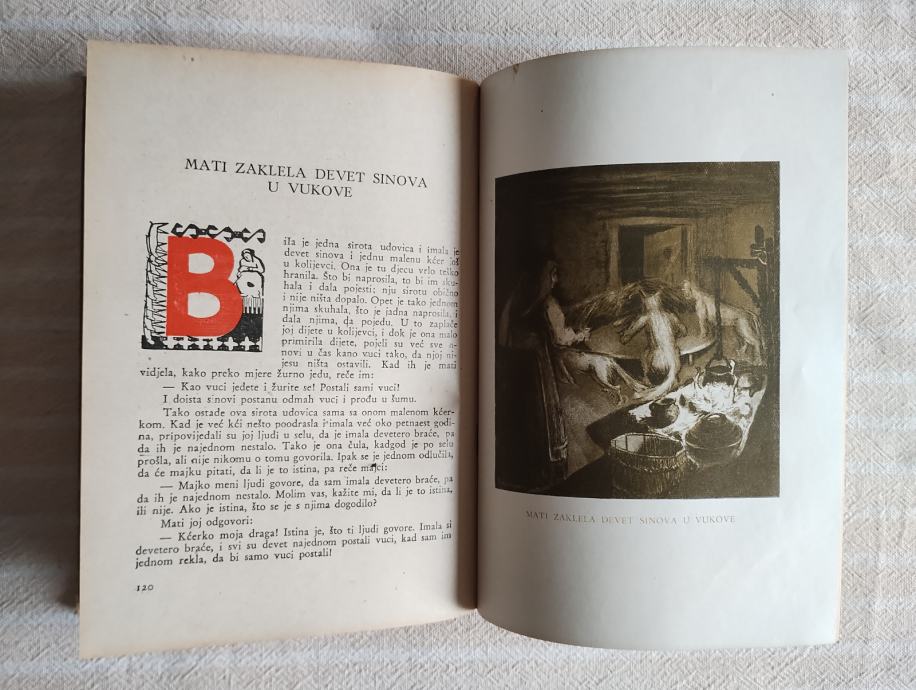 MATI ZAKLELA DEVET SINOVA
U VUKOVE
Bila je jedna sirota udovica i imala je
devet sinova i jednu malenu kćer još
u kolijevci. Ona je tu djecu velo teško
hranila. Što bi naprosila, to bi im sku-
hala i dala pojesti; nju sirotu obično
i nije ništa dopalo. Opet je tako jednom
njima skuhala, što je jadna naprosila, i
dala njima, da pojedu. U to zaplače
joj dijete u kolijevci, i dok je ona malo
primirila dijete, pojeli su već sve si-
novi u čas kano vuci tako, da njoj ni-
jesu ništa ostavili. Kad ih je mati
vidjela, kako preko mjere žurno jedu, reče im:
— Kao vuci jedete i žurite se! Postali sami vuci!
I doista sinovi postanu odmah vuci i prođu u šumu.
Tako ostade ova sirota udovica sama sa onom malenom kćer-
kom. Kad je već kći nešto poodrasla i imala već oko petnaest godi-
na, pripovijedali su joj ljudi u selu, da je imala devetero braće, pa
da ih je najednom nestalo. Tako je ona čula, kadgod je po selu
prošla, ali nije nikomu o tomu govorila. Ipak se je jednom odlučila,
da će majku pitati, da li je to istina, pa reče majci:
— Majko meni ljudi govore, da sam imala devetero braće, pa
da ih je najednom nestalo. Molim vas, kažite mi, da li je to istina,
ili nije. Ako je istina, što se je s njima dogodilo?
Mati joj odgovori:
— Kćerko moja draga! Istina je, što ti ljudi govore. Imala si
devetero braće, i svi su devet najednom postali vuci, kad sam im
jednom rekla, da bi samo vuci postali!
120
MATI ZAKLELA DEVET SINOVA U VUKOVE